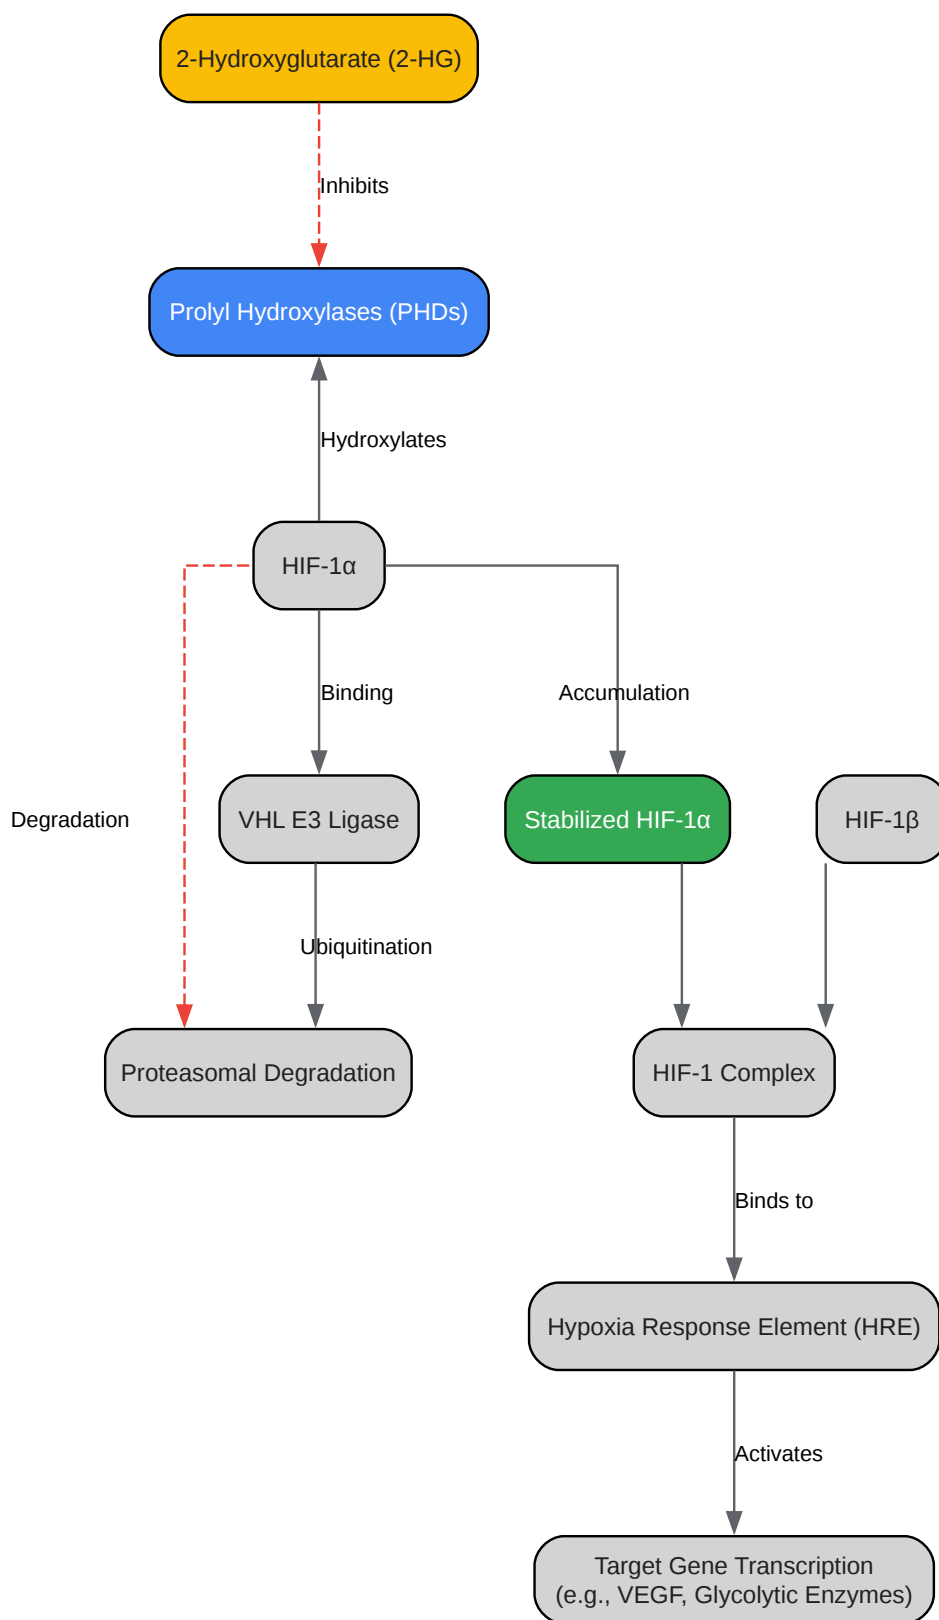 2-Hydroxyglutarate (2-HG)
Inhibits
Prolyl Hydroxylases (PHDs)
Hydroxylates
HIF-1α
Binding
Accumulation
Degradation
VHL E3 Ligase
Stabilized HIF-1α
HIF-1β
Ubiquitination
Proteasomal Degradation
HIF-1 Complex
Binds to
Hypoxia Response Element (HRE)
Activates
Target Gene Transcription
(e.g., VEGF, Glycolytic Enzymes)